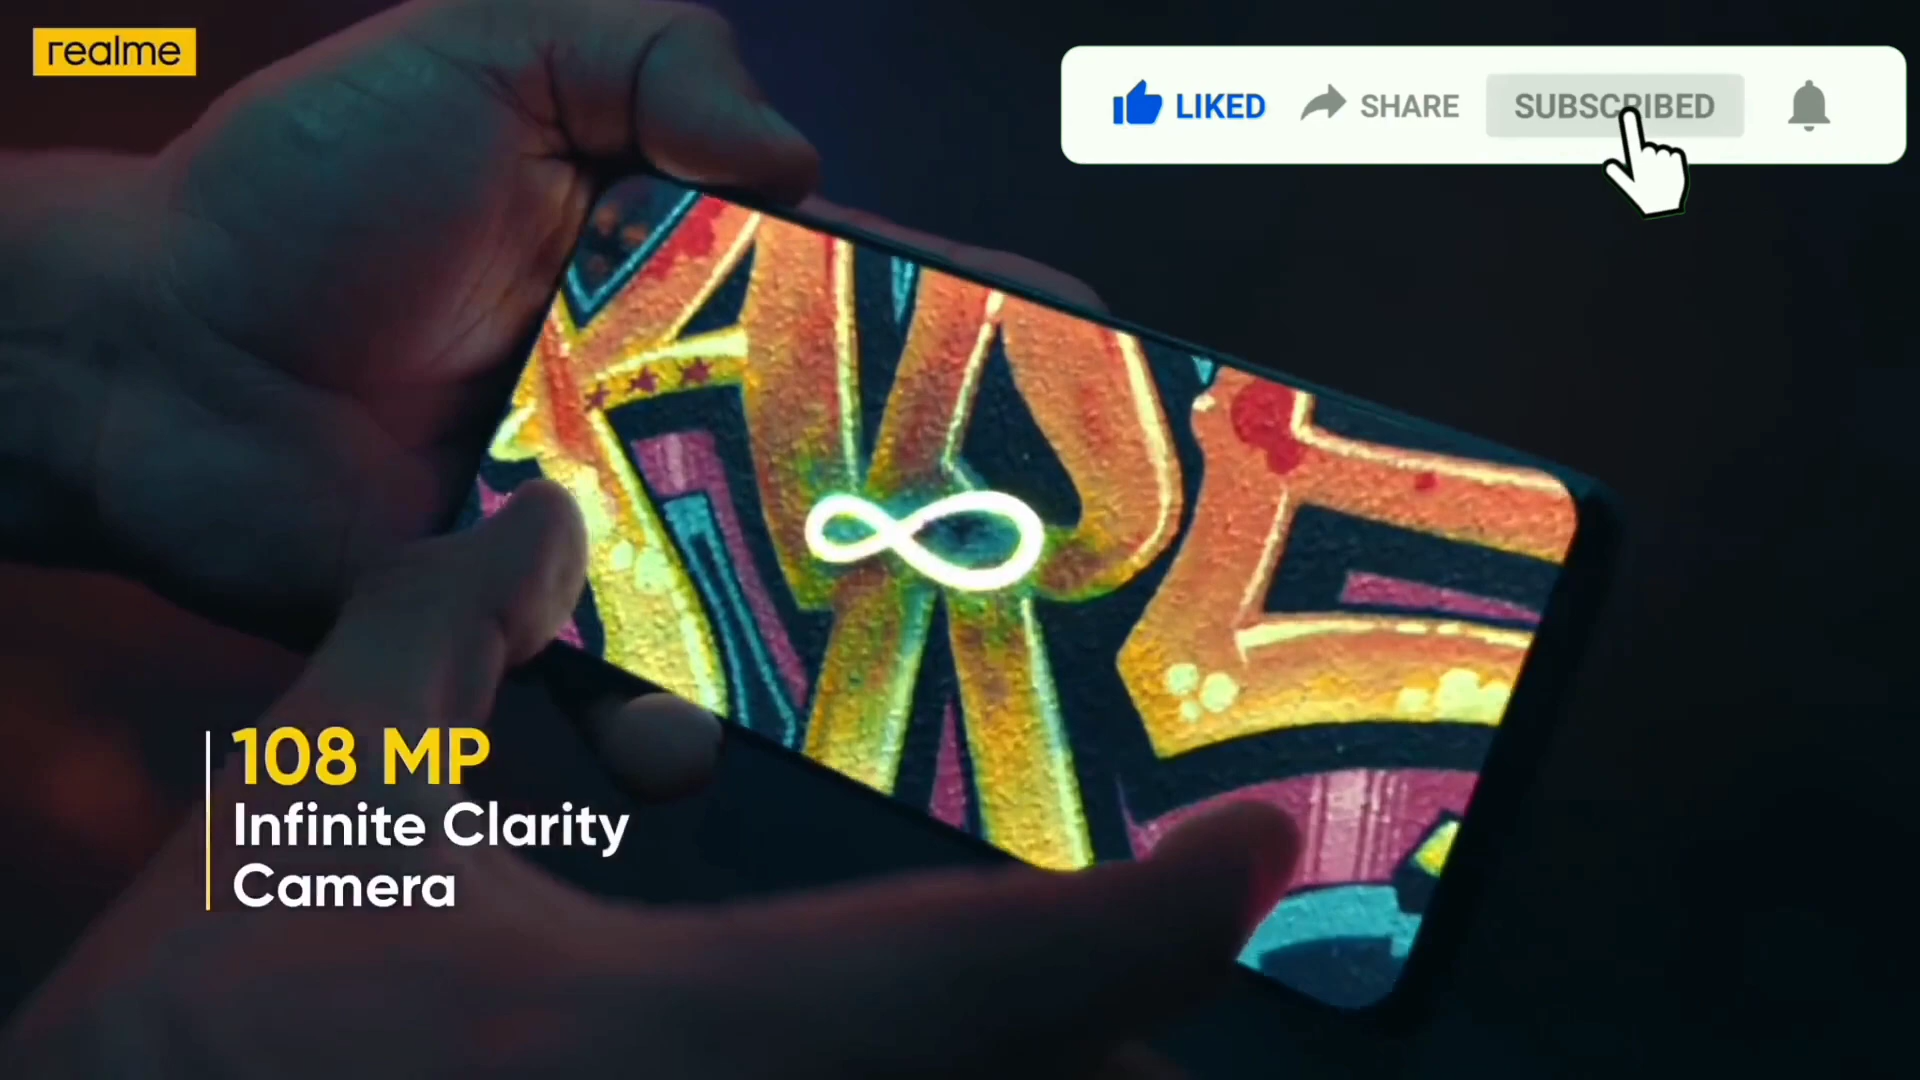 realme
LIKED SHARE SUBSCRIBED
108 MP
Infinite Clarity
Camera